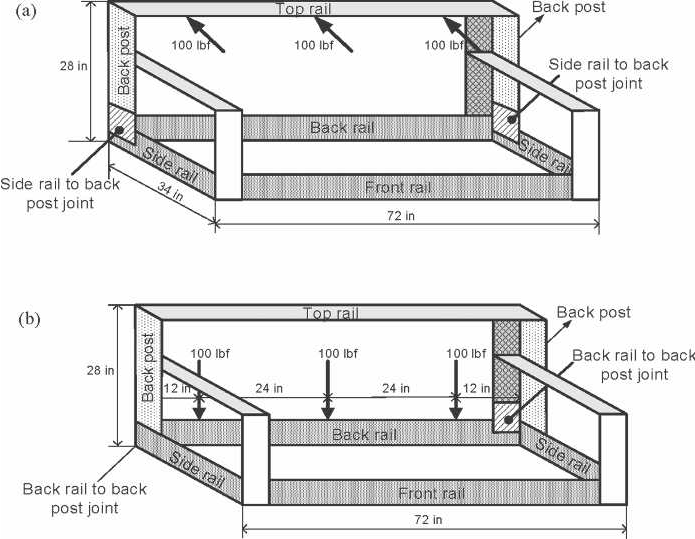 (a)
Top rail
Back post
100 lbf
100 lbf
100 lbf
28 in
Back post
Side rail to back
post joint
Back rail
Side rail
Side rail
Side rail to back
post joint
34 in
Front rail
72 in
(b)
Top rail
Back post
100 lbf
100 lbf
100 lbf
Back rail to back
post joint
28 in
Back post
12 in
24 in
24 in
12 in
Back rail
Side rail
Side rail
Back rail to back
post joint
Front rail
72 in